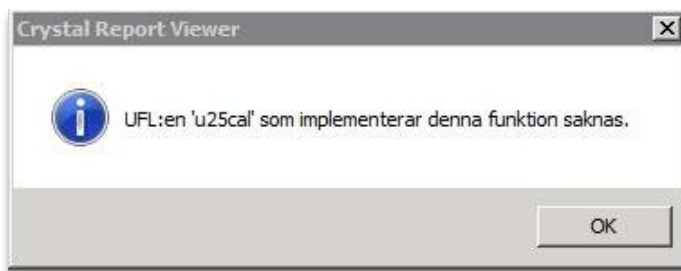 Crystal Report Viewer
UFL:en 'u25cal' som implementerar denna funktion saknas.
OK